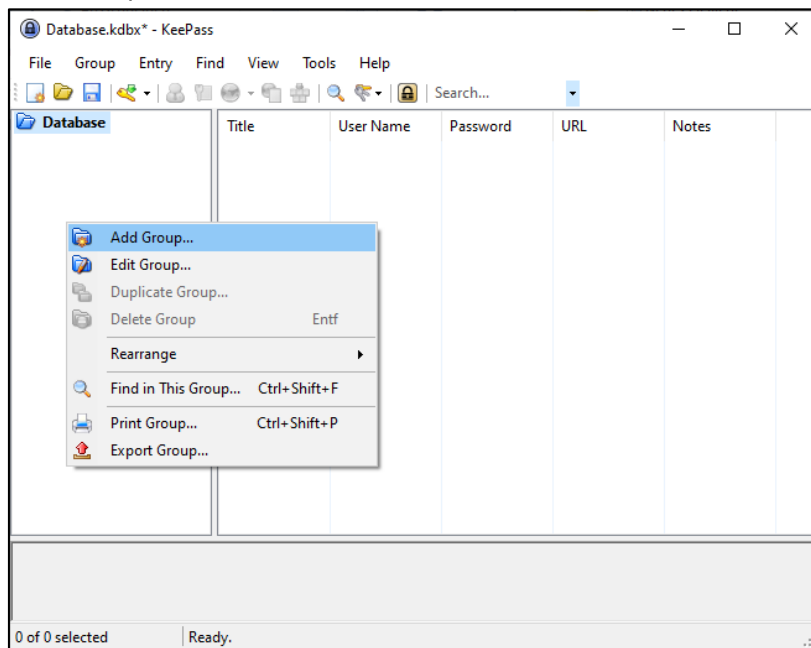 Database.kdbx* - KeePass
File Group Entry Find View Tools Help
Search...
Database
Title User Name Password URL Notes
Add Group...
Edit Group...
Duplicate Group...
Delete Group Entf
Rearrange
Find in This Group... Ctrl+Shift+F
Print Group... Ctrl+Shift+P
Export Group...
0 of 0 selected Ready.